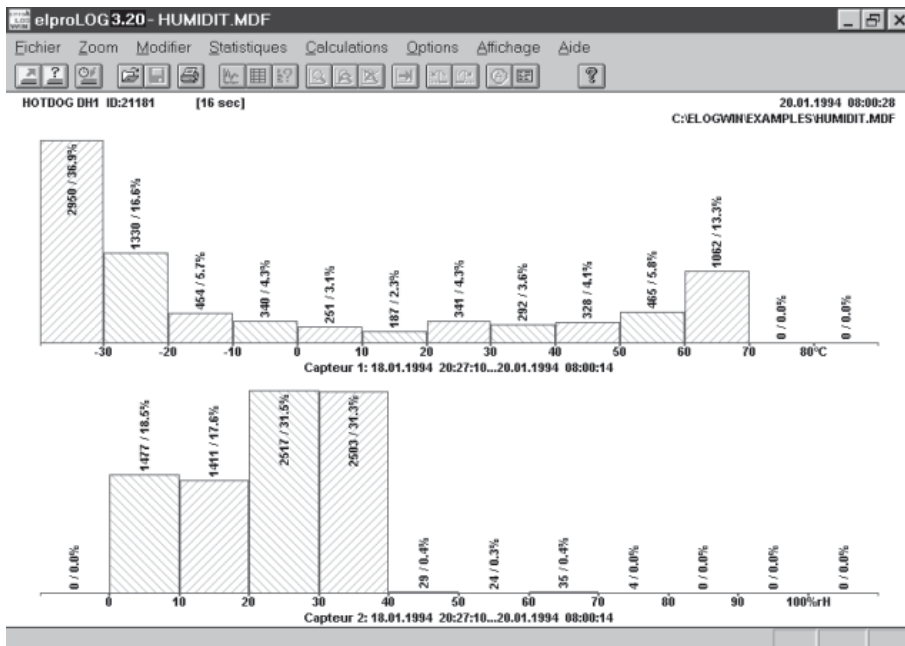 elproLOG 3.20 - HUMIDIT.MDF
Fichier Zoom Modifier Statistiques Calculations Options Affichage Aide
HOTDOG DH1 ID:21181 [16 sec] 20.01.1994 08:00:28
C:\ELOGWIN\EXAMPLES\HUMIDIT.MDF
2950 / 36.9%
1330 / 16.6%
454 / 5.7%
340 / 4.3%
251 / 3.1%
187 / 2.3%
341 / 4.3%
292 / 3.6%
328 / 4.1%
465 / 5.8%
1062 / 13.3%
0 / 0.0%
0 / 0.0%
-30 -20 -10 0 10 20 30 40 50 60 70 80°C
Capteur 1: 18.01.1994 20:27:10...20.01.1994 08:00:14
0 / 0.0%
1477 / 18.5%
1411 / 17.6%
2517 / 31.5%
2503 / 31.3%
29 / 0.4%
24 / 0.3%
35 / 0.4%
4 / 0.0%
0 / 0.0%
0 / 0.0%
0 / 0.0%
0 10 20 30 40 50 60 70 80 90 100%rH
Capteur 2: 18.01.1994 20:27:10...20.01.1994 08:00:14